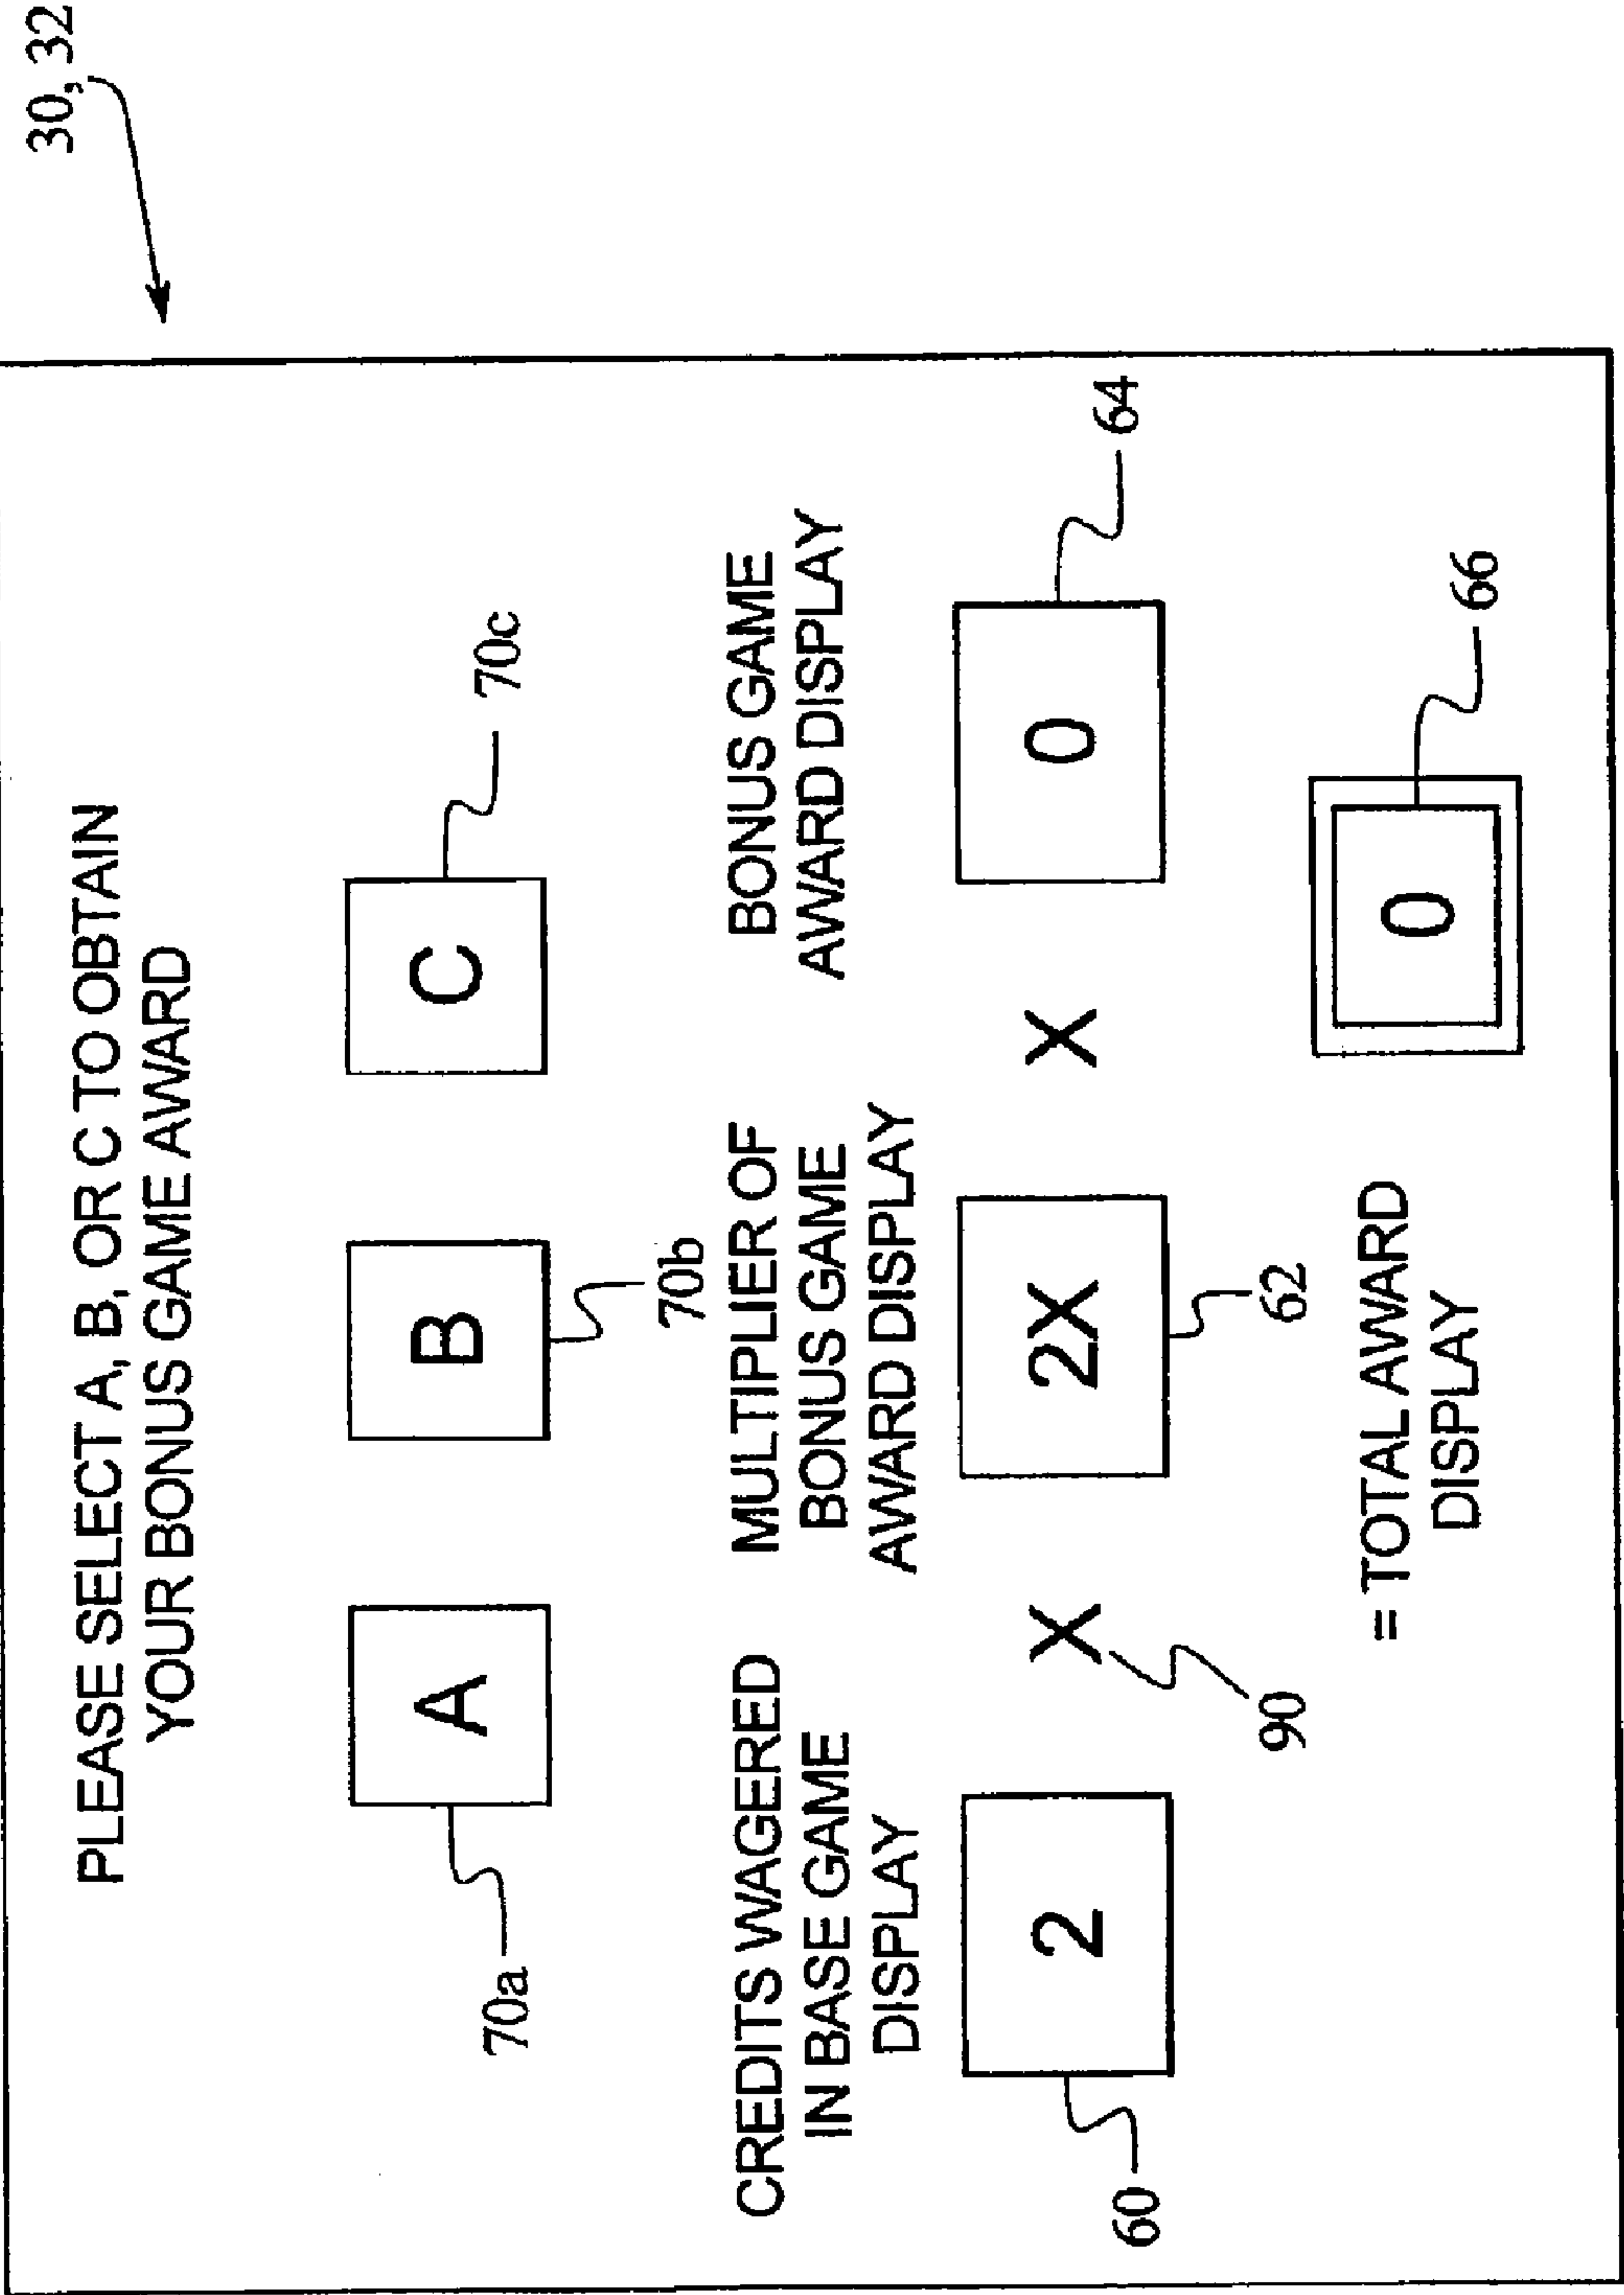 30, 32
PLEASE SELECT A, B, OR C TO OBTAIN
YOUR BONUS GAME AWARD
A
B
C
70a
70b
70c
CREDITS WAGERED
IN BASE GAME
DISPLAY
MULTIPLIER OF
BONUS GAME
AWARD DISPLAY
BONUS GAME
AWARD DISPLAY
2
X
2X
X
0
60
90
62
64
= TOTAL AWARD
DISPLAY
0
66